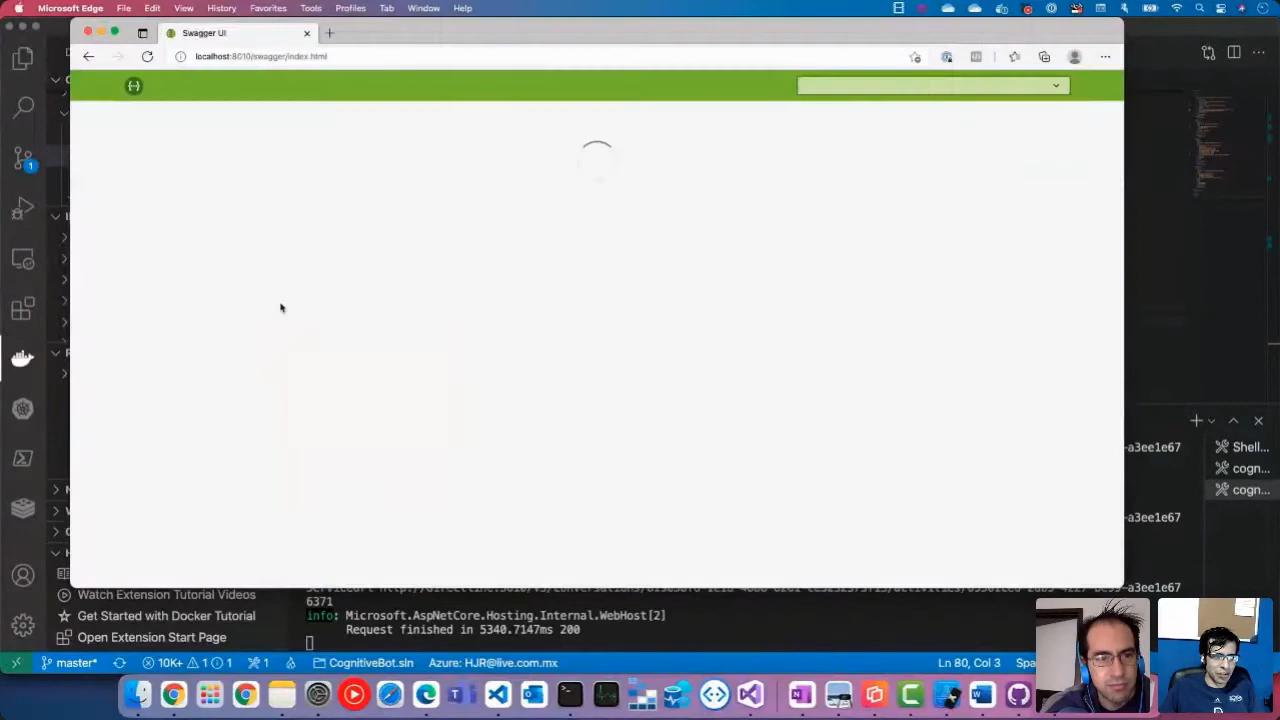 Microsoft Edge File Edit View History Favorites Tools Profiles Tab Window Help
Swagger UI
localhost:8010/swagger/index.html
{···}
1
-a3ee1e67
Shell...
cogn...
cogn...
-a3ee1e67
-a3ee1e67
6371
Watch Extension Tutorial Videos
info: Microsoft.AspNetCore.Hosting.Internal.WebHost[2]
Get Started with Docker Tutorial
Request finished in 5340.7147ms 200
Open Extension Start Page
master* 10K+ 1 1 1 CognitiveBot.sln Azure: HJR@live.com.mx Ln 80, Col 3 Spa